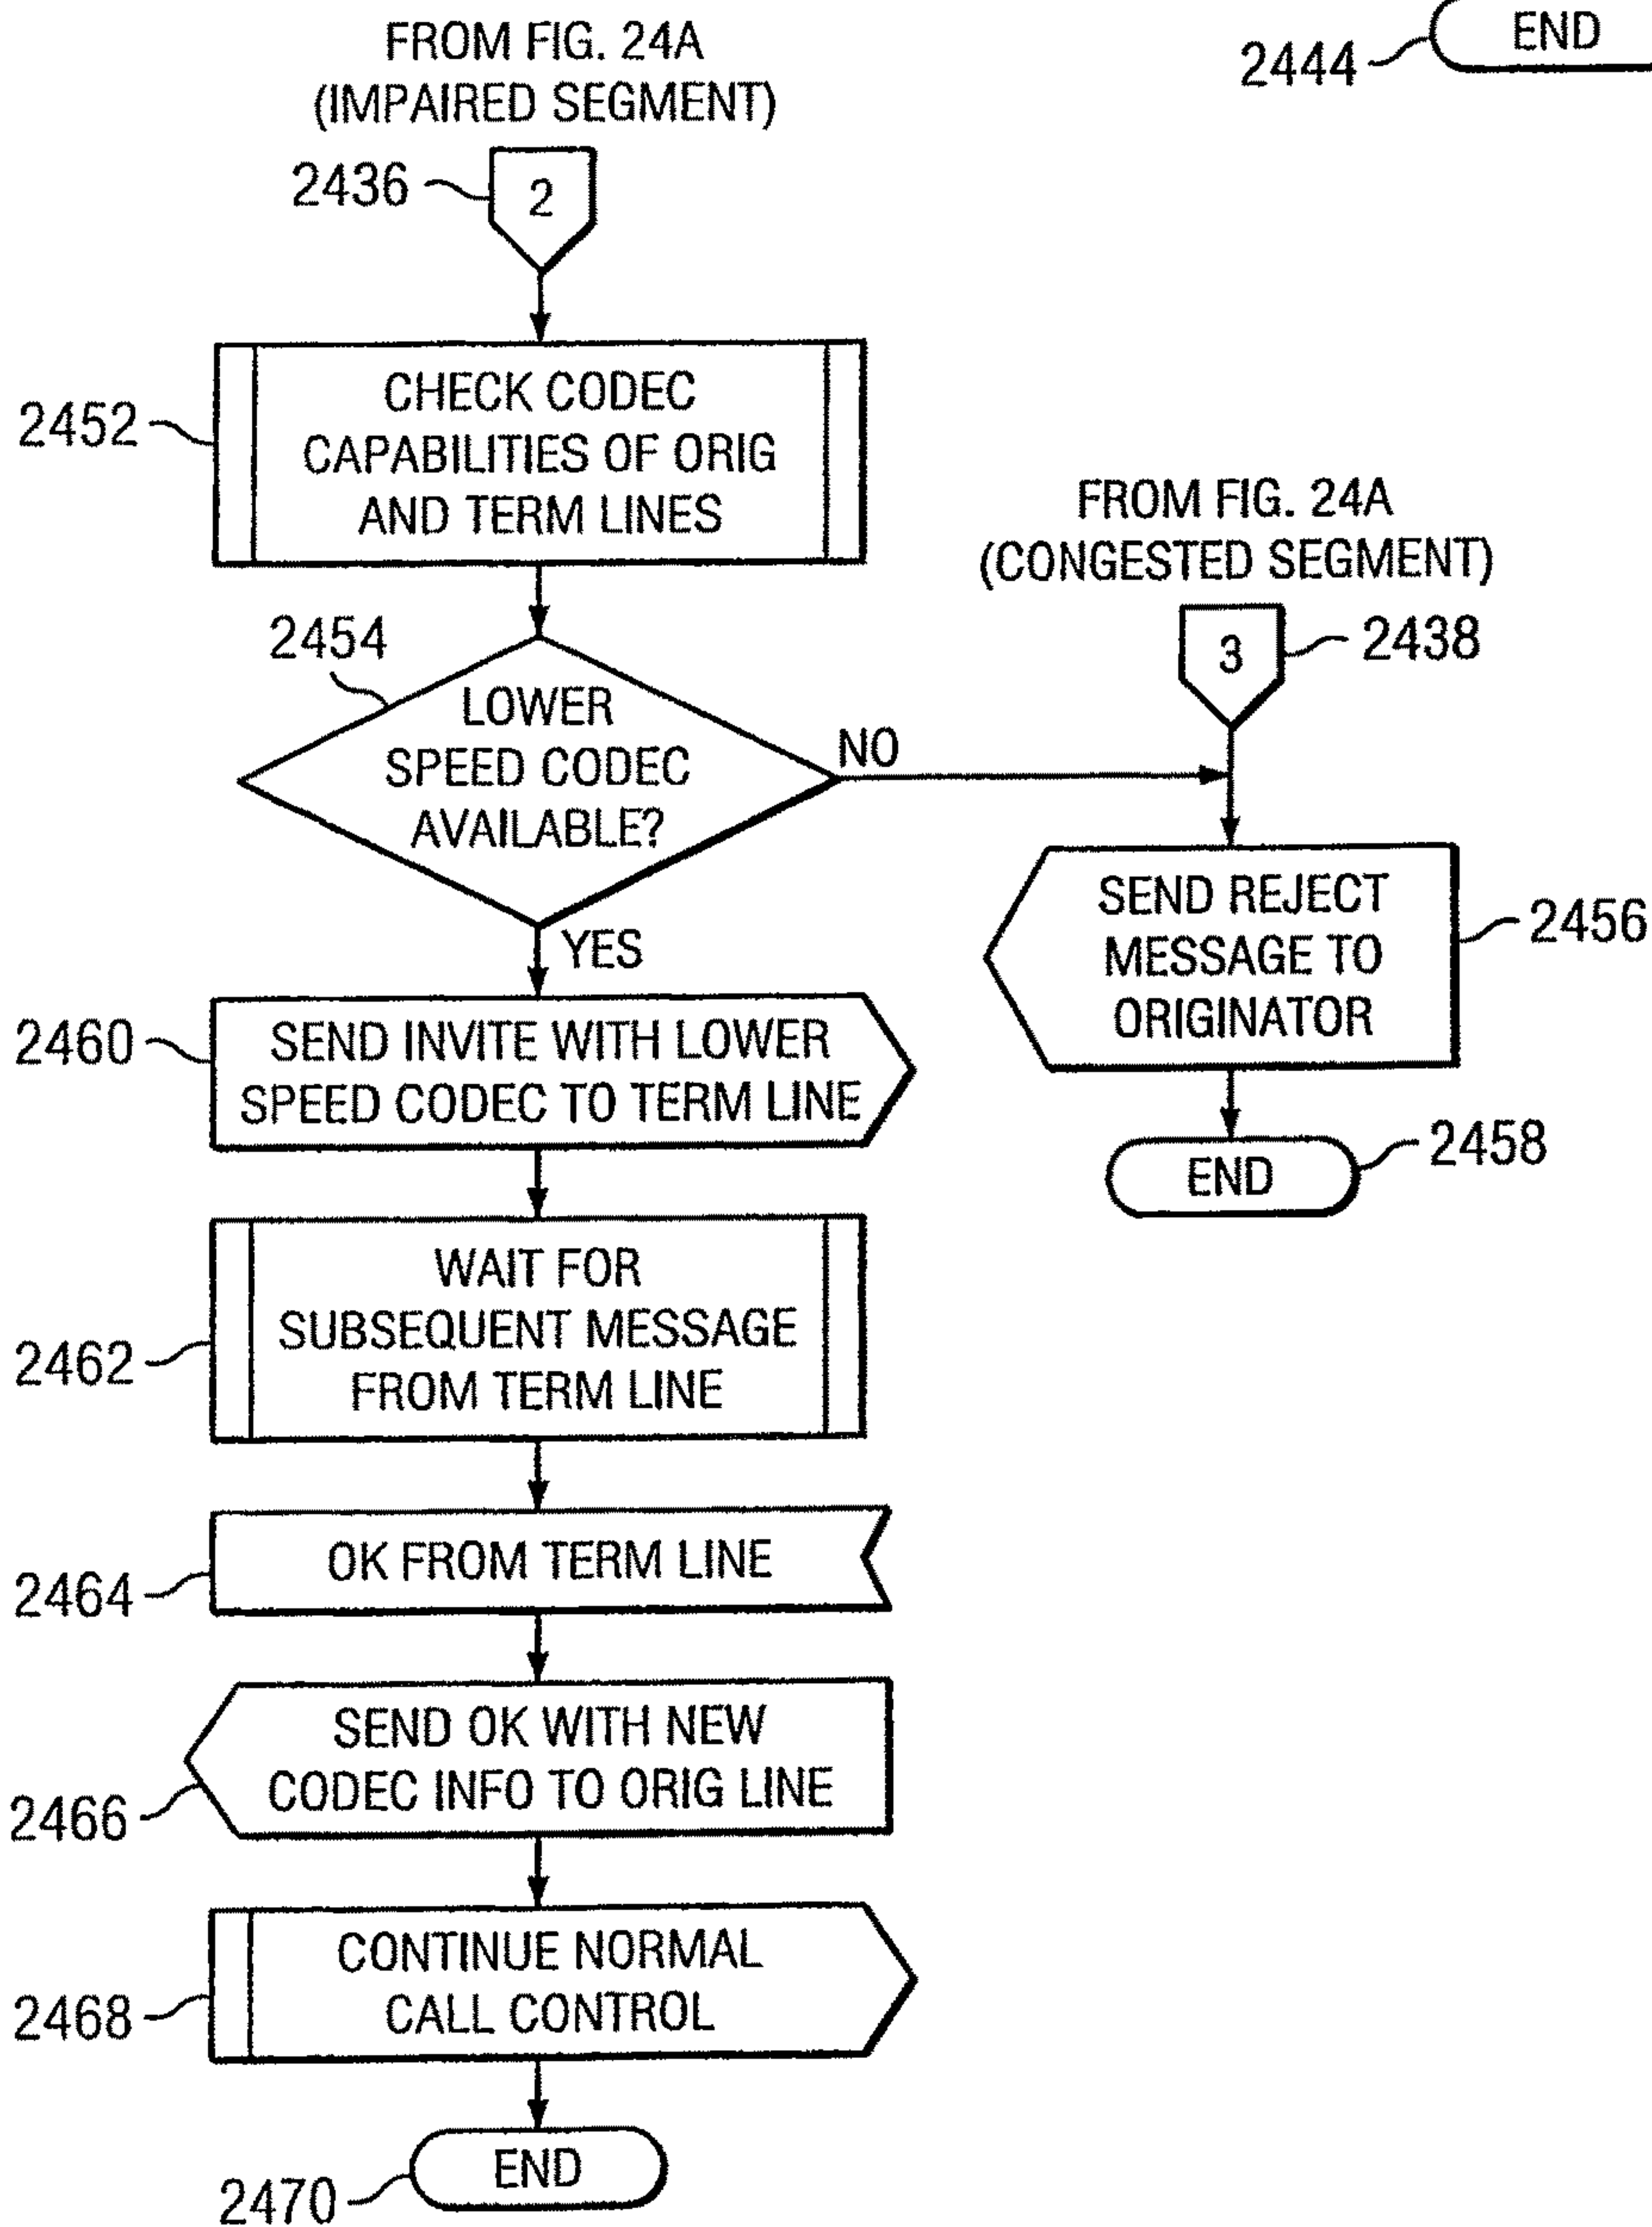 FROM FIG. 24A
(IMPAIRED SEGMENT)
2444
END
2436
2
2452
CHECK CODEC
CAPABILITIES OF ORIG
AND TERM LINES
FROM FIG. 24A
(CONGESTED SEGMENT)
2438
3
2454
LOWER
SPEED CODEC
AVAILABLE?
NO
YES
SEND REJECT
MESSAGE TO
ORIGINATOR
2456
END
2458
2460
SEND INVITE WITH LOWER
SPEED CODEC TO TERM LINE
2462
WAIT FOR
SUBSEQUENT MESSAGE
FROM TERM LINE
2464
OK FROM TERM LINE
2466
SEND OK WITH NEW
CODEC INFO TO ORIG LINE
2468
CONTINUE NORMAL
CALL CONTROL
2470
END